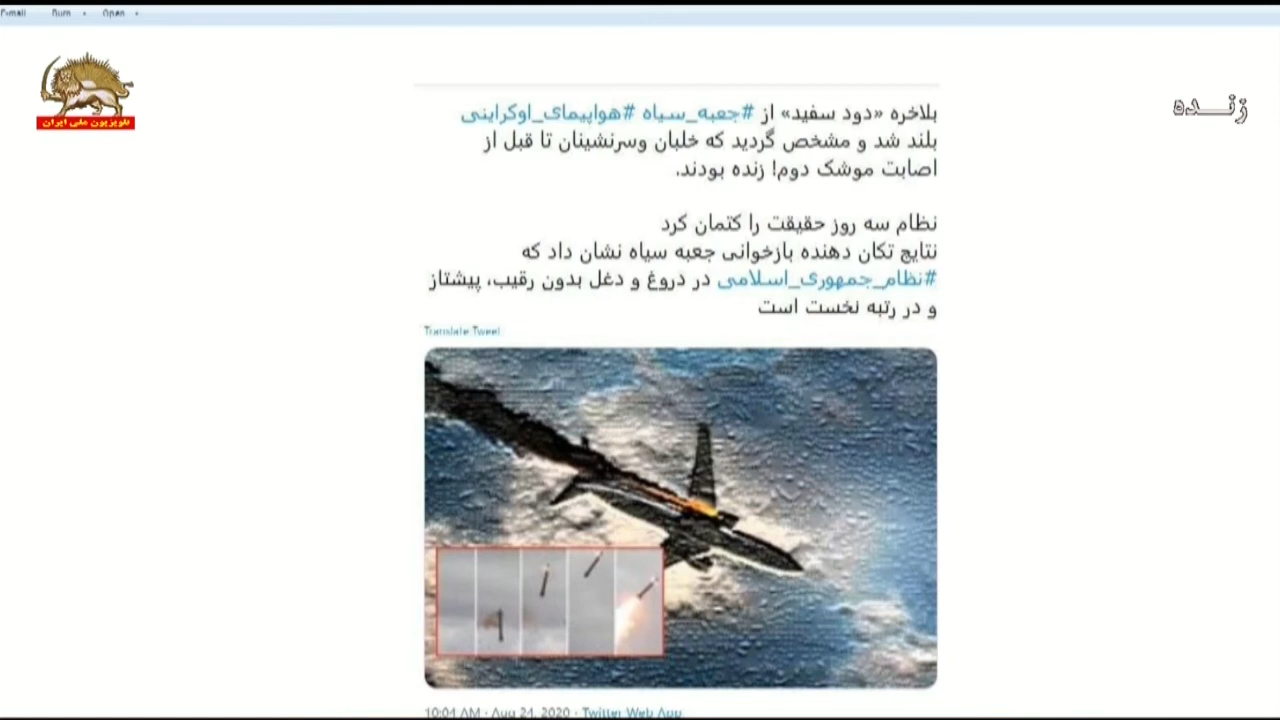 E-mail Burn Open
تلویزیون ملی ایران
زنده
بلاخره «دود سفید» از #جعبه_سیاه #هواپیمای_اوکراینی
بلند شد و مشخص گردید که خلبان وسرنشینان تا قبل از
اصابت موشک دوم! زنده بودند.
نظام سه روز حقیقت را کتمان کرد
نتایج تکان دهنده بازخوانی جعبه سیاه نشان داد که
#نظام_جمهوری_اسلامی در دروغ و دغل بدون رقیب، پیشتاز
و در رتبه نخست است
Translate Tweet
10:04 AM · Aug 24, 2020 · Twitter Web App